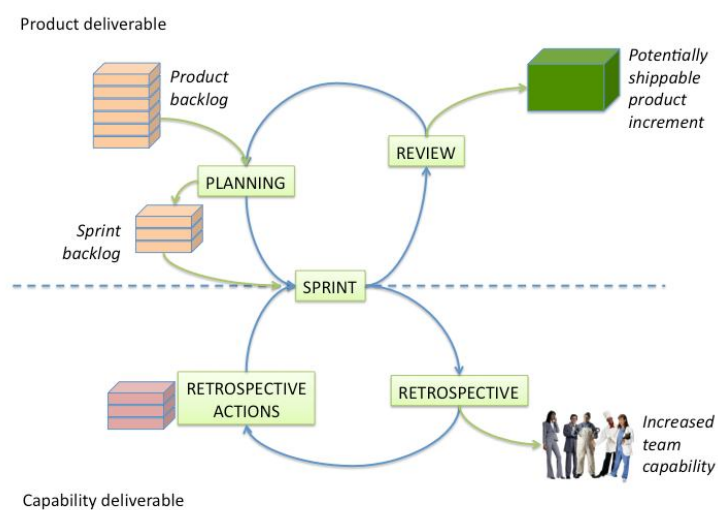 Product deliverable
Product
backlog
Potentially
shippable
product
increment
REVIEW
PLANNING
Sprint
backlog
SPRINT
RETROSPECTIVE
ACTIONS
RETROSPECTIVE
Increased
team
capability
Capability deliverable